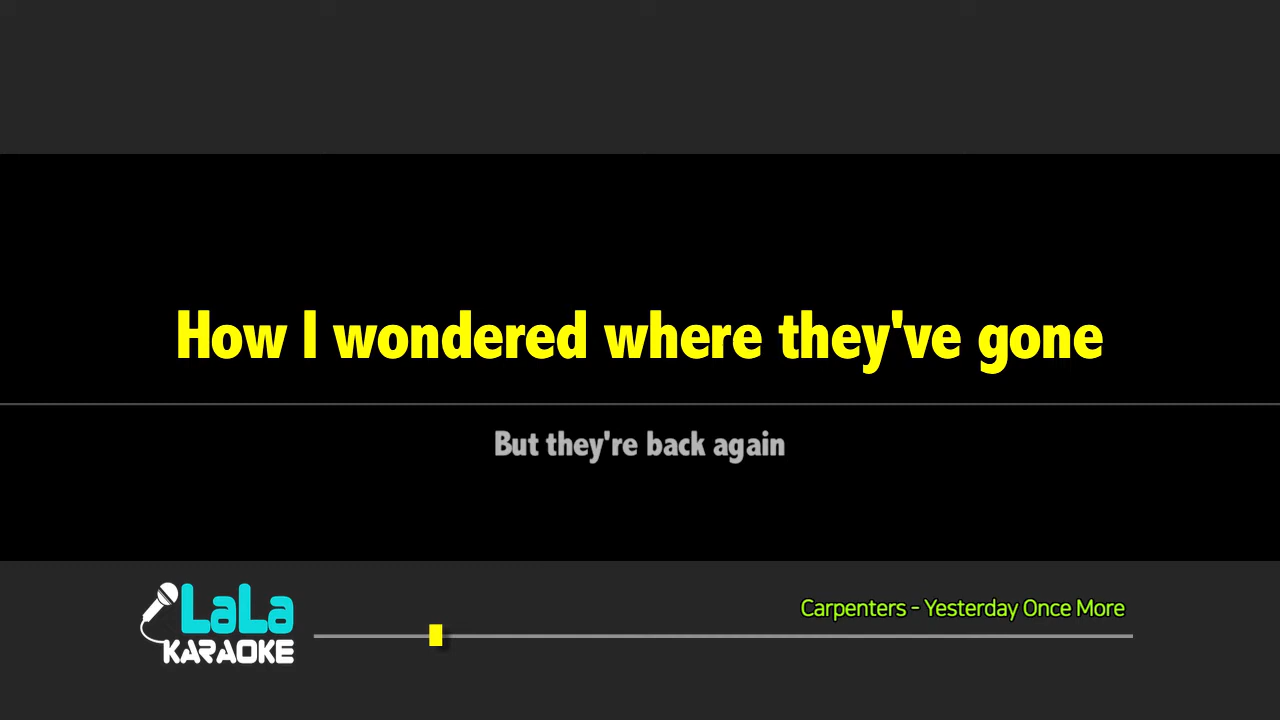 How I wondered where they've gone
But they're back again
LaLa
KARAOKE
Carpenters - Yesterday Once More